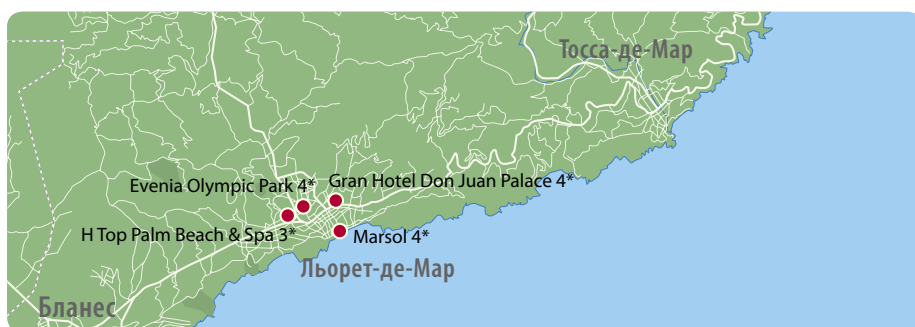 Тосса-де-Мар
Evenia Olympic Park 4*
Gran Hotel Don Juan Palace 4*
H Top Palm Beach & Spa 3*
Marsol 4*
Льорет-де-Мар
Бланес